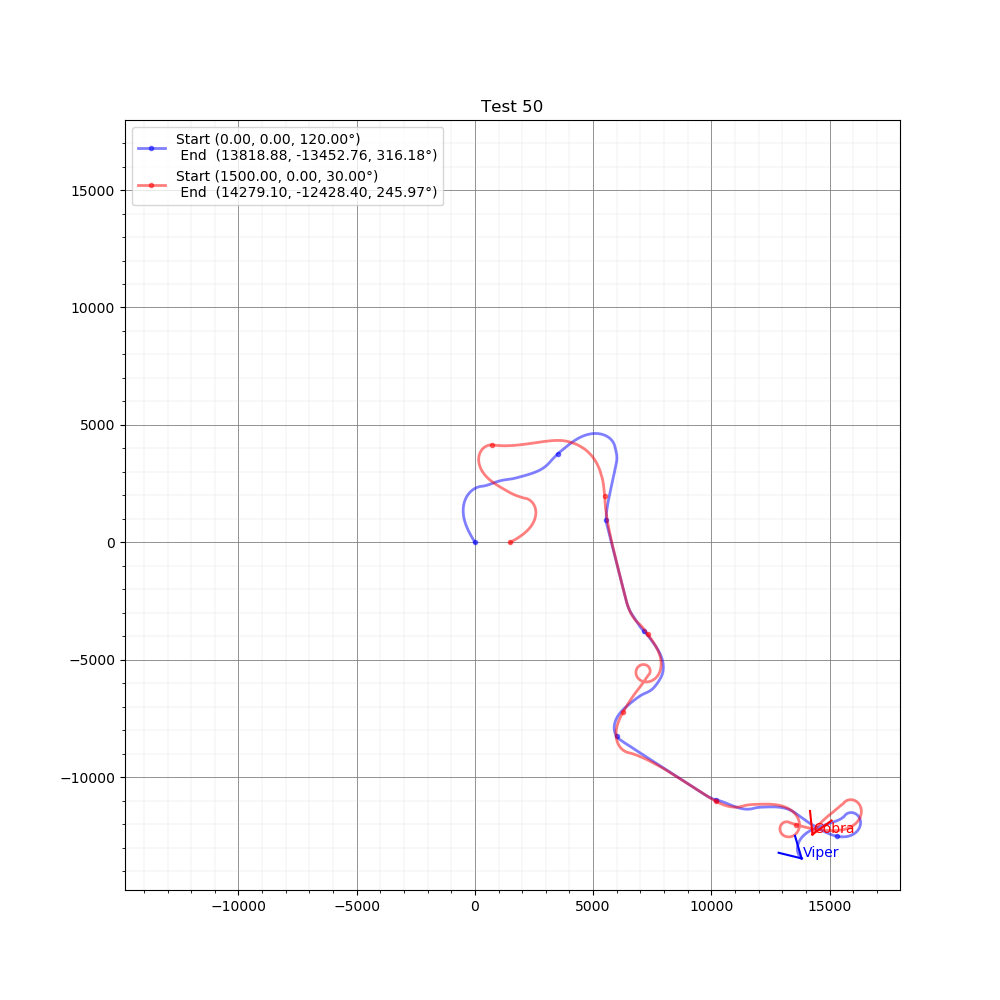 Test 50
Start (0.00, 0.00, 120.00°)
End  (13818.88, -13452.76, 316.18°)
Start (1500.00, 0.00, 30.00°)
End  (14279.10, -12428.40, 245.97°)
15000
10000
5000
0
−5000
−10000
Cobra
Viper
−10000
−5000
0
5000
10000
15000